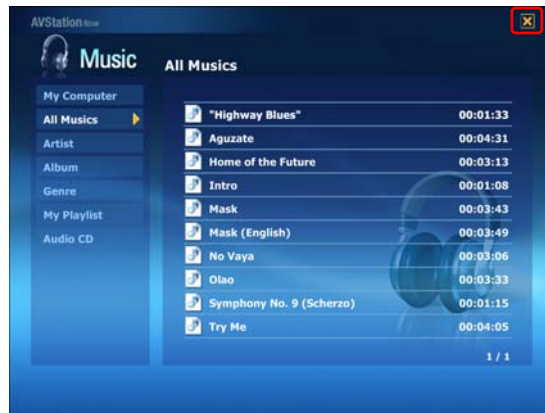 AVStation Now
Music
All Musics
My Computer
All Musics
Artist
Album
Genre
My Playlist
Audio CD
"Highway Blues" 00:01:33
Aguzate 00:04:31
Home of the Future 00:03:13
Intro 00:01:08
Mask 00:03:43
Mask (English) 00:03:49
No Vaya 00:03:06
Olao 00:03:33
Symphony No. 9 (Scherzo) 00:01:15
Try Me 00:04:05
1 / 1